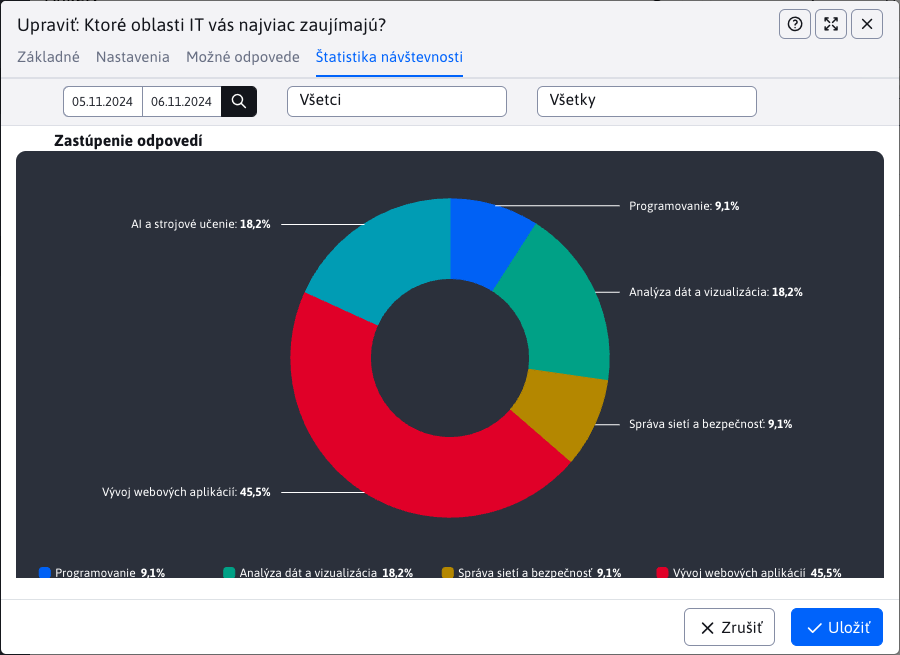 Upraviť: Ktoré oblasti IT vás najviac zaujímajú?
Základné Nastavenia Možné odpovede Štatistika návštevnosti
05.11.2024 06.11.2024 Všetci Všetky
Zastúpenie odpovedí
Programovanie: 9,1%
AI a strojové učenie: 18,2%
Analýza dát a vizualizácia: 18,2%
Správa sietí a bezpečnosť: 9,1%
Vývoj webových aplikácií: 45,5%
Programovanie 9,1% Analýza dát a vizualizácia 18,2% Správa sietí a bezpečnosť 9,1% Vývoj webových aplikácií 45,5%
Zrušiť Uložiť